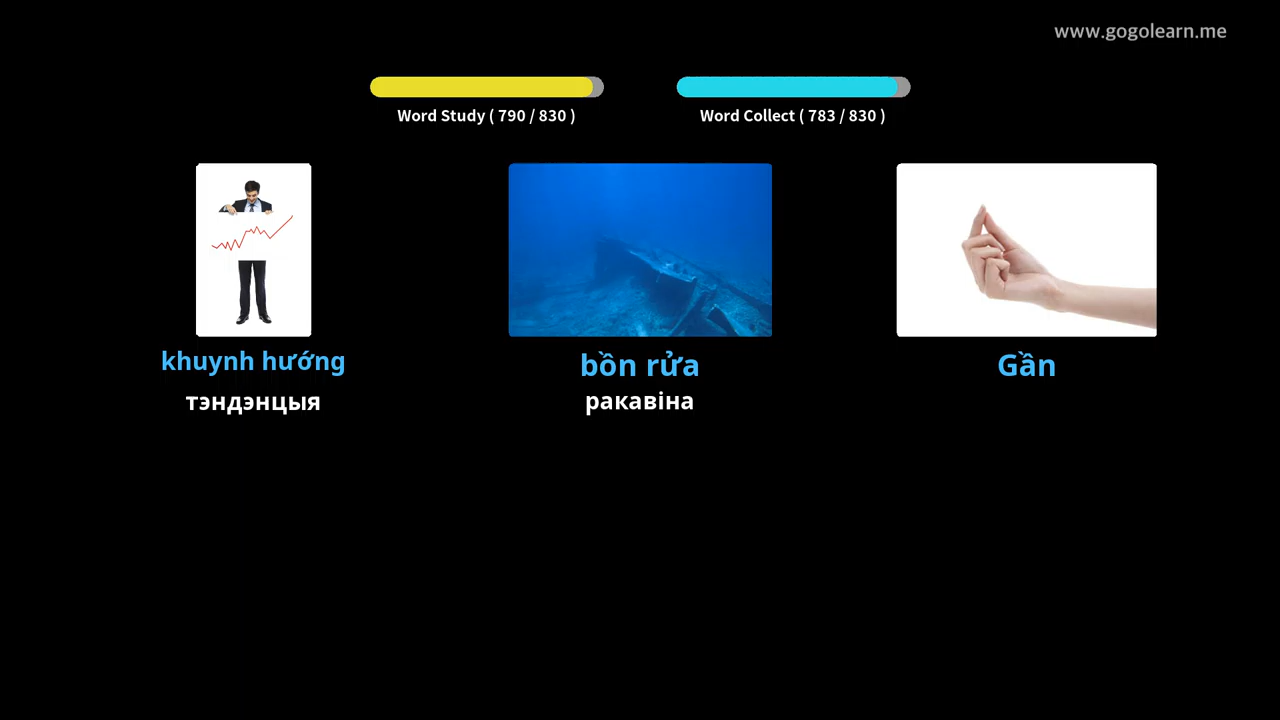 www.gogolearn.me
Word Study ( 790 / 830 )
Word Collect ( 783 / 830 )
khuynh hướng
тэндэнцыя
bồn rửa
ракавіна
Gần